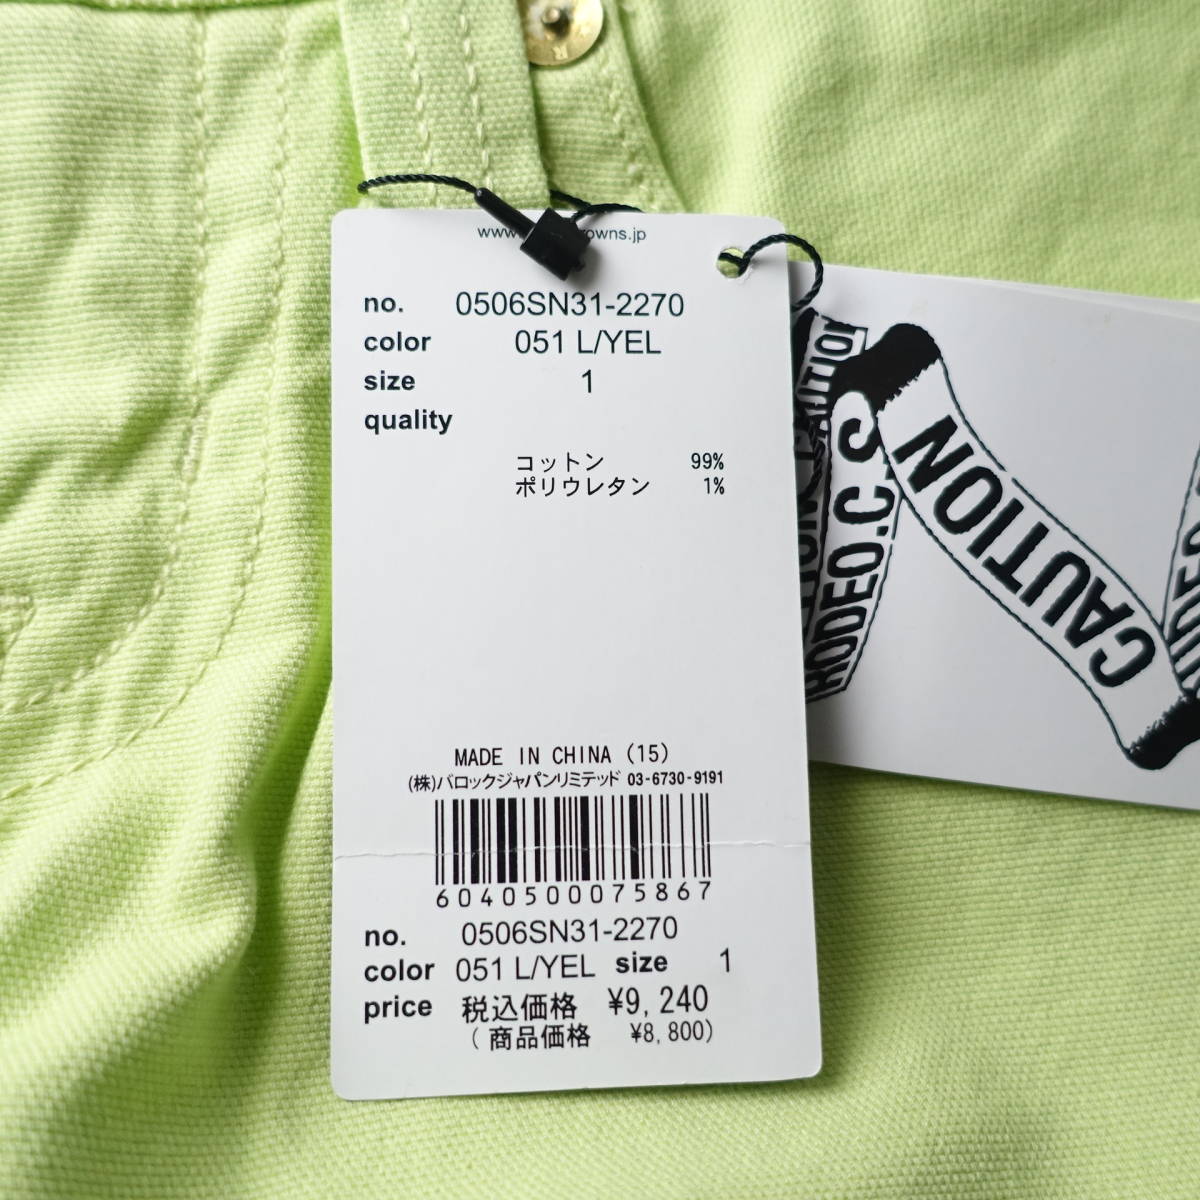 rowns.jp
no. 0506SN31-2270
color 051 L/YEL
size 1
quality
コットン 99%
ポリウレタン 1%
MADE IN CHINA (15)
(株)バロックジャパンリミテッド 03-6730-9191
6040500075867
no. 0506SN31-2270
color 051 L/YEL size 1
price 税込価格 ¥9,240
(商品価格 ¥8,800)
RODEO.C.S
CAUTION